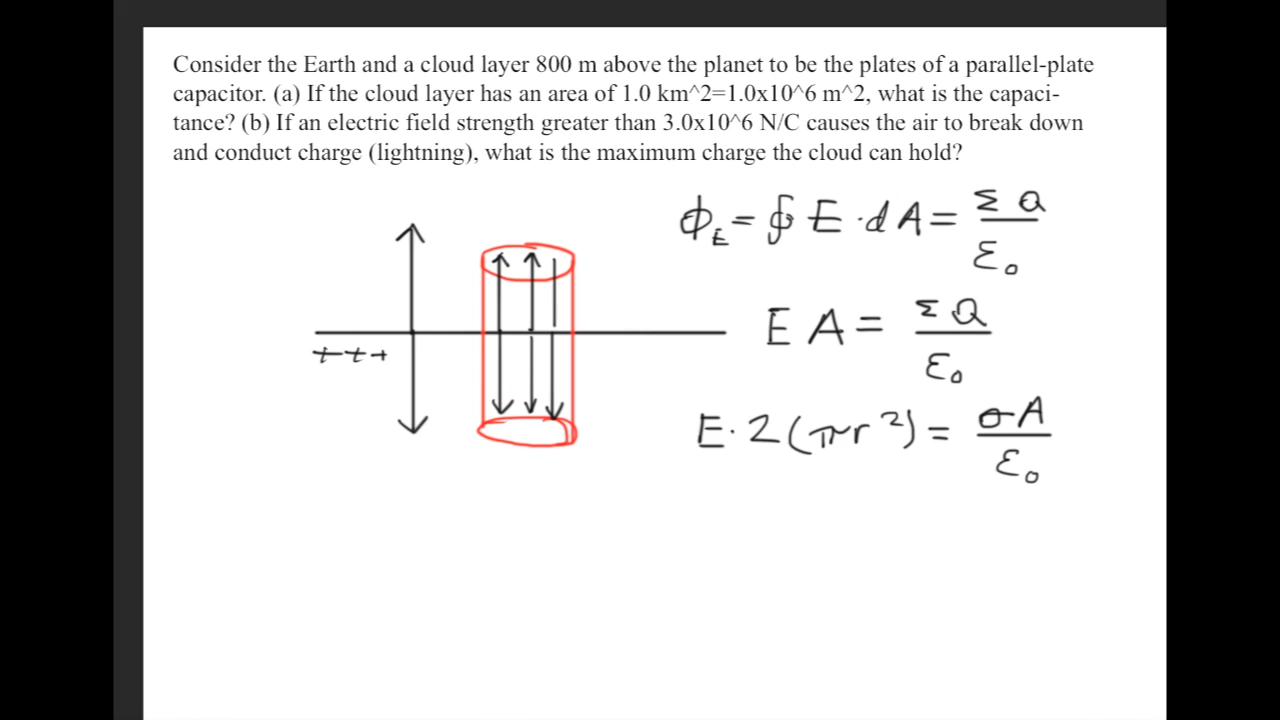 Consider the Earth and a cloud layer 800 m above the planet to be the plates of a parallel-plate
capacitor. (a) If the cloud layer has an area of 1.0 km^2=1.0x10^6 m^2, what is the capaci-
tance? (b) If an electric field strength greater than 3.0x10^6 N/C causes the air to break down
and conduct charge (lightning), what is the maximum charge the cloud can hold?
Φ_E = ∮ E · dA = ΣQ / ε₀
E A = ΣQ / ε₀
+++
E · 2(πr²) = σA / ε₀